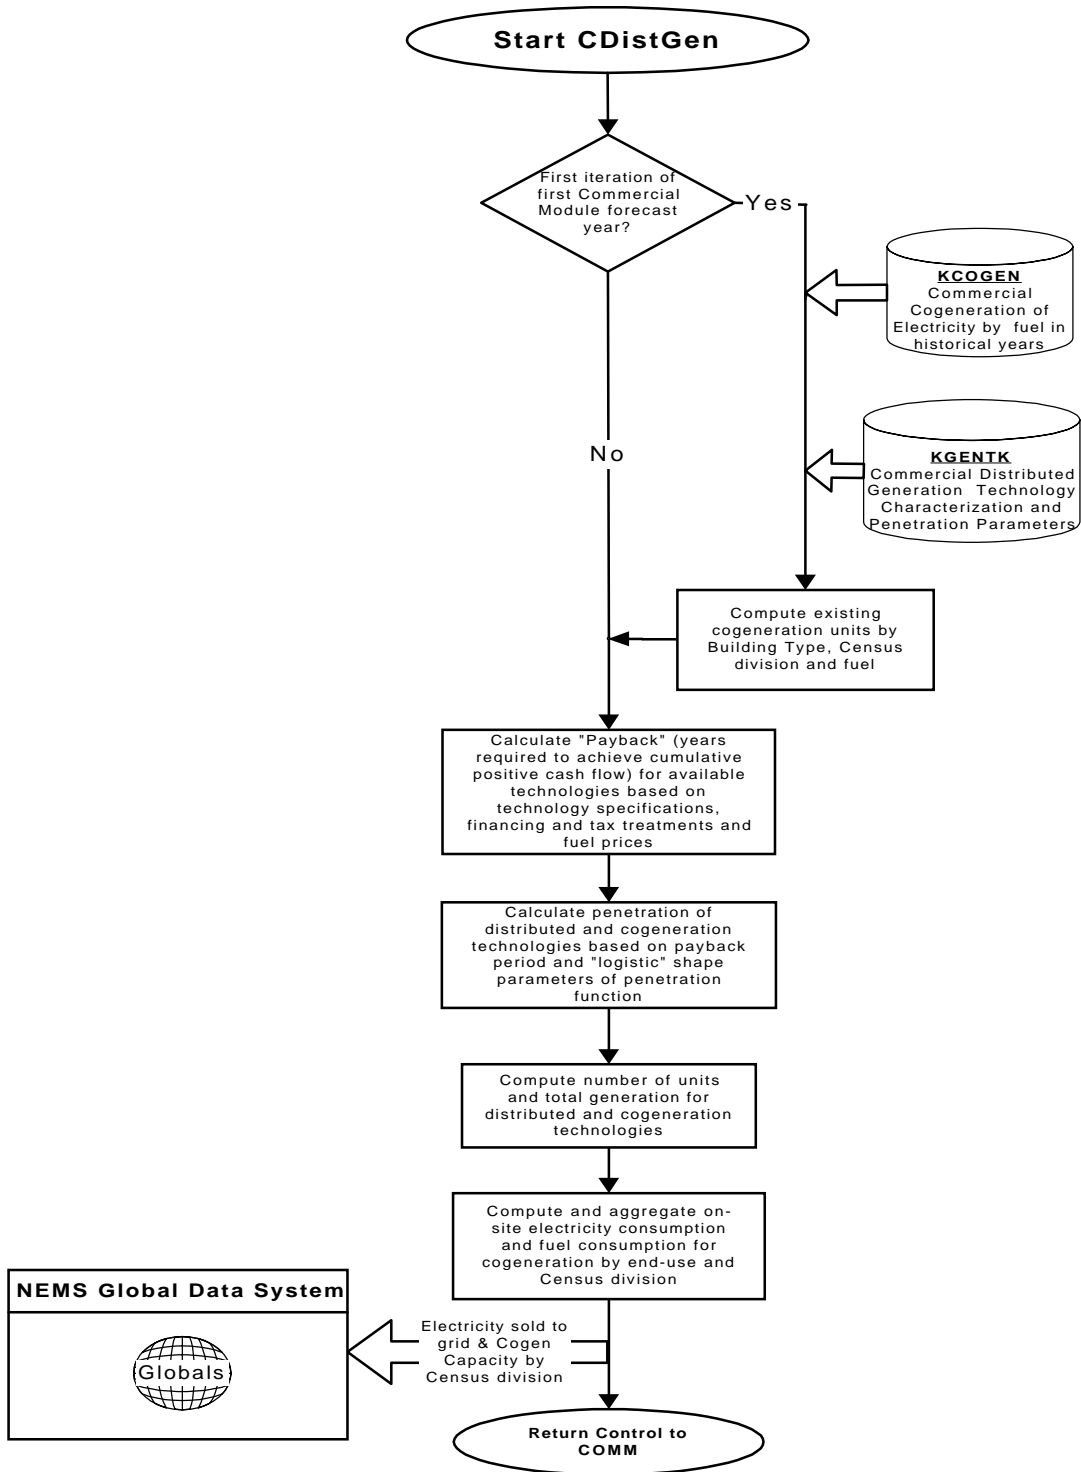 Start CDistGen
First iteration of
first Commercial
Module forecast
year?
Yes
KCOGEN
Commercial
Cogeneration of
Electricity by fuel in
historical years
No
KGENTK
Commercial Distributed
Generation Technology
Characterization and
Penetration Parameters
Compute existing
cogeneration units by
Building Type, Census
division and fuel
Calculate "Payback" (years
required to achieve cumulative
positive cash flow) for available
technologies based on
technology specifications,
financing and tax treatments and
fuel prices
Calculate penetration of
distributed and cogeneration
technologies based on payback
period and "logistic" shape
parameters of penetration
function
Compute number of units
and total generation for
distributed and cogeneration
technologies
Compute and aggregate on-
site electricity consumption
and fuel consumption for
cogeneration by end-use and
Census division
NEMS Global Data System
Globals
Electricity sold to
grid & Cogen
Capacity by
Census division
Return Control to
COMM